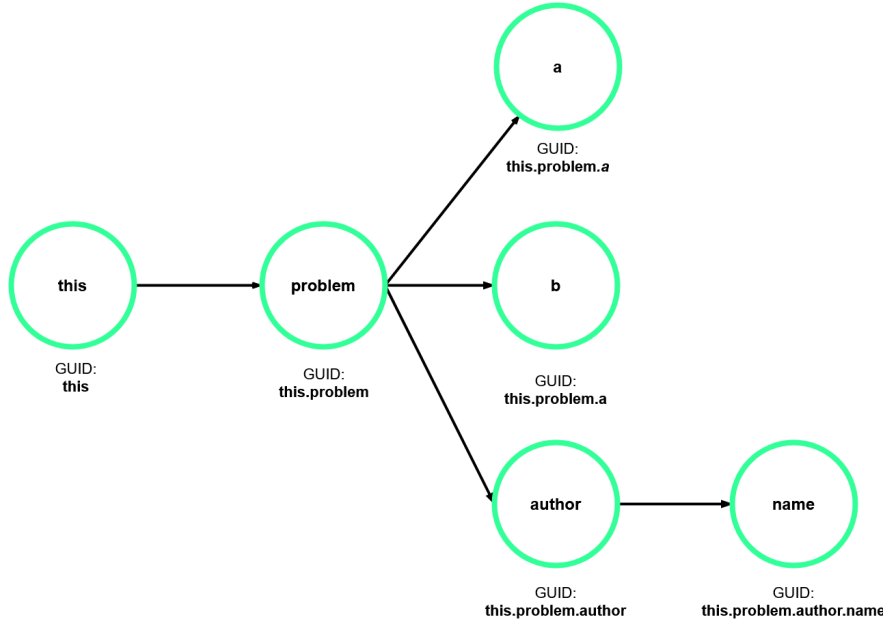 a
GUID:
this.problem.a
this
GUID:
this
problem
GUID:
this.problem
b
GUID:
this.problem.a
author
GUID:
this.problem.author
name
GUID:
this.problem.author.name